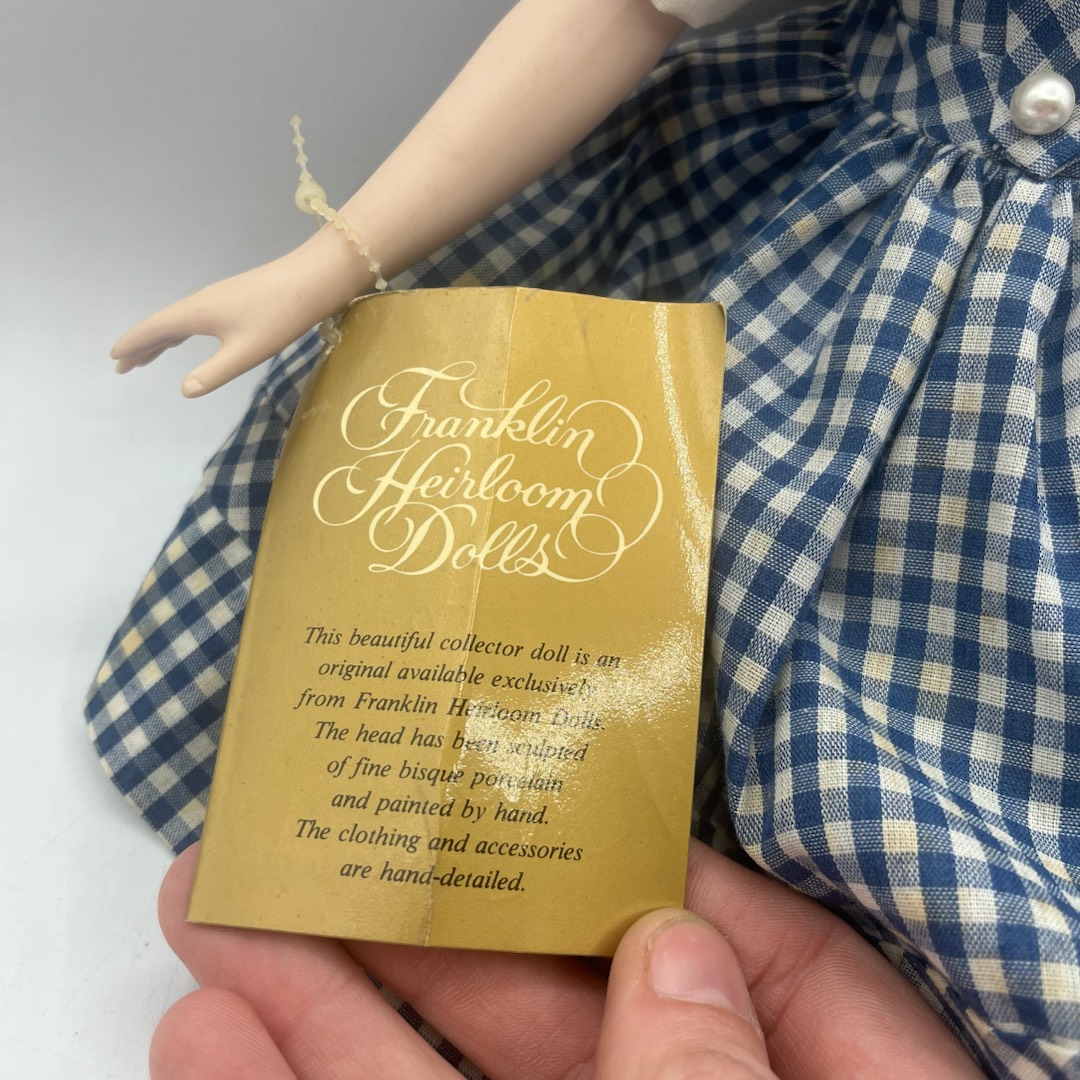 Franklin
Heirloom
Dolls
This beautiful collector doll is an
original available exclusively
from Franklin Heirloom Dolls.
The head has been sculpted
of fine bisque porcelain
and painted by hand.
The clothing and accessories
are hand-detailed.